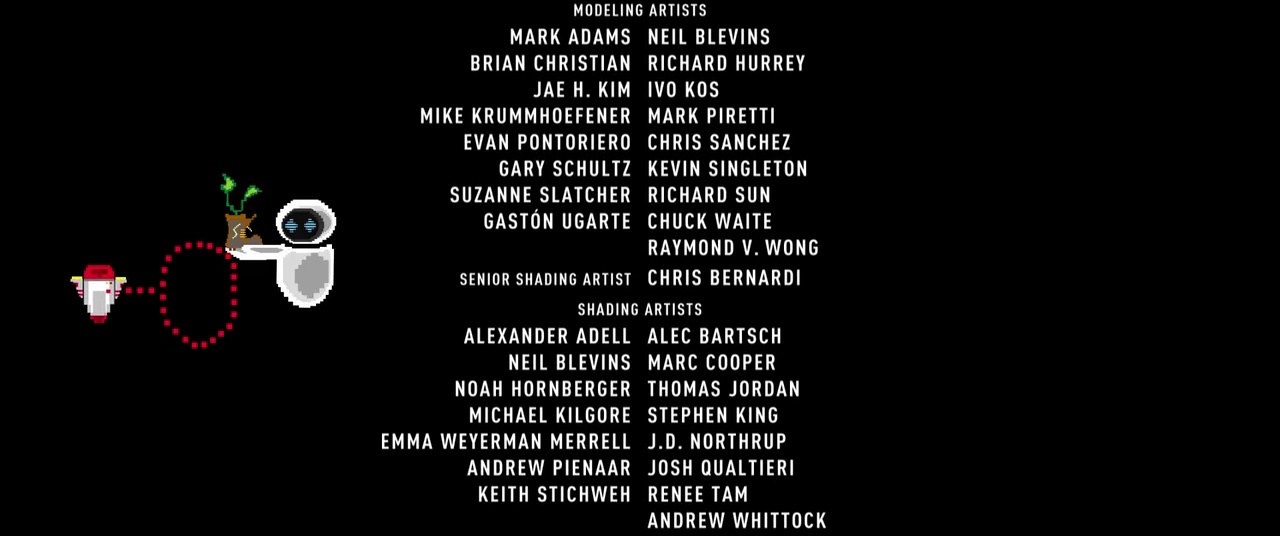 MODELING ARTISTS
MARK ADAMS NEIL BLEVINS
BRIAN CHRISTIAN RICHARD HURREY
JAE H. KIM IVO KOS
MIKE KRUMMHOEFENER MARK PIRETTI
EVAN PONTORIERO CHRIS SANCHEZ
GARY SCHULTZ KEVIN SINGLETON
SUZANNE SLATCHER RICHARD SUN
GASTÓN UGARTE CHUCK WAITE
RAYMOND V. WONG
SENIOR SHADING ARTIST CHRIS BERNARDI
SHADING ARTISTS
ALEXANDER ADELL ALEC BARTSCH
NEIL BLEVINS MARC COOPER
NOAH HORNBERGER THOMAS JORDAN
MICHAEL KILGORE STEPHEN KING
EMMA WEYERMAN MERRELL J.D. NORTHRUP
ANDREW PIENAAR JOSH QUALTIERI
KEITH STICHWEH RENEE TAM
ANDREW WHITTOCK